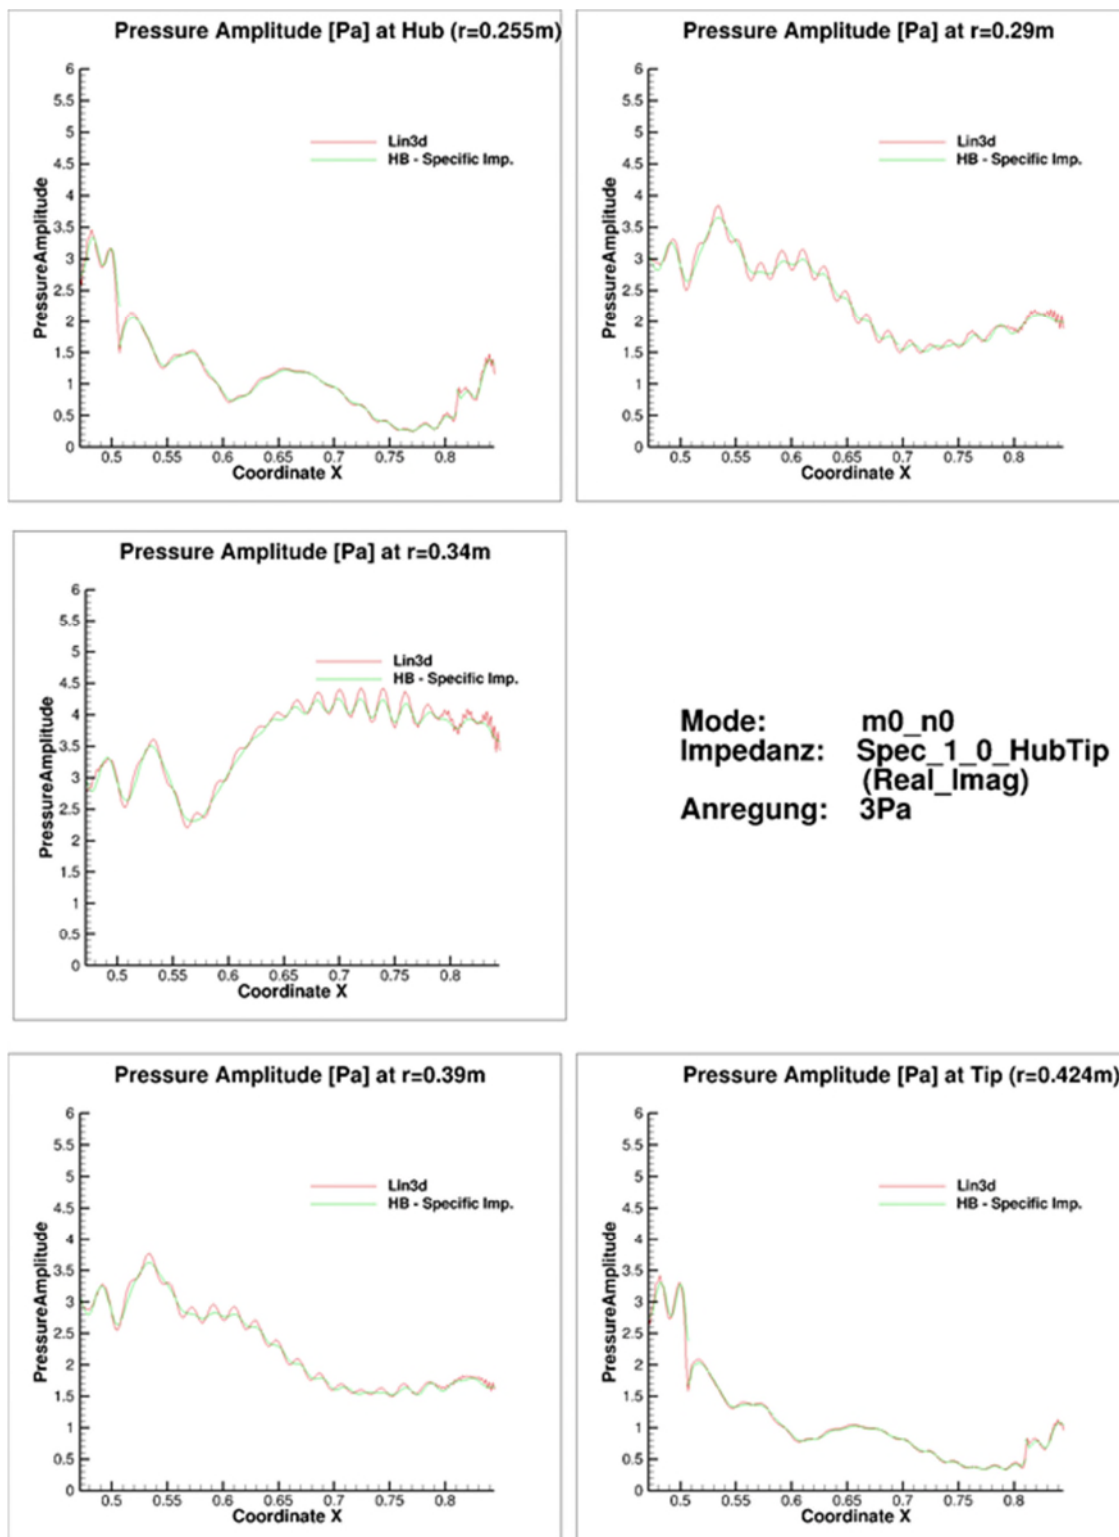 Pressure Amplitude [Pa] at Hub (r=0.255m)
6
5.5
5
4.5
4
3.5
3
2.5
2
1.5
1
0.5
0
PressureAmplitude
Lin3d
HB - Specific Imp.
0.5 0.55 0.6 0.65 0.7 0.75 0.8
Coordinate X
Pressure Amplitude [Pa] at r=0.29m
6
5.5
5
4.5
4
3.5
3
2.5
2
1.5
1
0.5
0
PressureAmplitude
Lin3d
HB - Specific Imp.
0.5 0.55 0.6 0.65 0.7 0.75 0.8
Coordinate X
Pressure Amplitude [Pa] at r=0.34m
6
5.5
5
4.5
4
3.5
3
2.5
2
1.5
1
0.5
0
PressureAmplitude
Lin3d
HB - Specific Imp.
0.5 0.55 0.6 0.65 0.7 0.75 0.8
Coordinate X
Mode: m0_n0
Impedanz: Spec_1_0_HubTip
(Real_Imag)
Anregung: 3Pa
Pressure Amplitude [Pa] at r=0.39m
6
5.5
5
4.5
4
3.5
3
2.5
2
1.5
1
0.5
0
PressureAmplitude
Lin3d
HB - Specific Imp.
0.5 0.55 0.6 0.65 0.7 0.75 0.8
Coordinate X
Pressure Amplitude [Pa] at Tip (r=0.424m)
6
5.5
5
4.5
4
3.5
3
2.5
2
1.5
1
0.5
0
PressureAmplitude
Lin3d
HB - Specific Imp.
0.5 0.55 0.6 0.65 0.7 0.75 0.8
Coordinate X